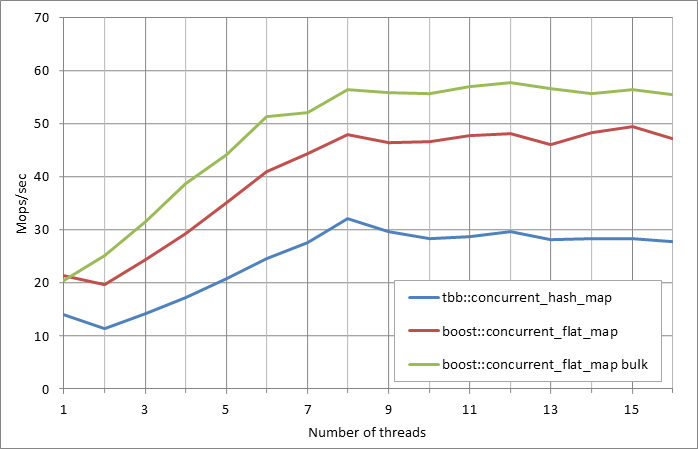 70
60
50
40
30
20
10
0
Mops/sec
tbb::concurrent_hash_map
boost::concurrent_flat_map
boost::concurrent_flat_map bulk
1 3 5 7 9 11 13 15
Number of threads